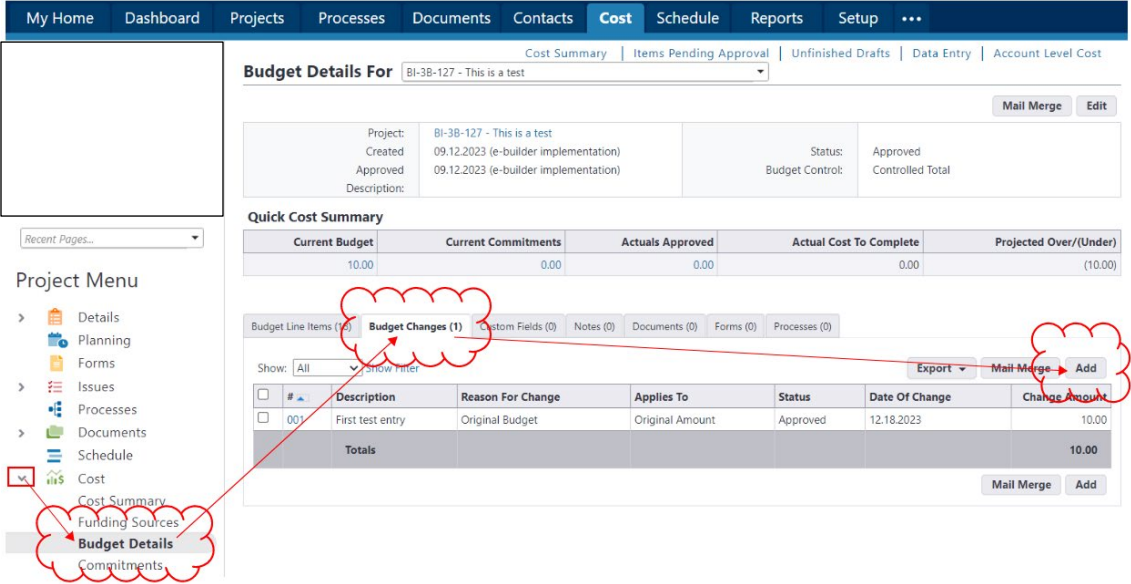 My Home Dashboard Projects Processes Documents Contacts Cost Schedule Reports Setup •••
Cost Summary | Items Pending Approval | Unfinished Drafts | Data Entry | Account Level Cost
Budget Details For BI-3B-127 - This is a test
Mail Merge Edit
Project: BI-3B-127 - This is a test
Created 09.12.2023 (e-builder implementation) Status: Approved
Approved 09.12.2023 (e-builder implementation) Budget Control: Controlled Total
Description:
Quick Cost Summary
Current Budget Current Commitments Actuals Approved Actual Cost To Complete Projected Over/(Under)
10.00 0.00 0.00 0.00 (10.00)
Recent Pages...
Project Menu
Details
Planning
Forms
Issues
Processes
Documents
Schedule
Cost
Cost Summary
Funding Sources
Budget Details
Commitments
Budget Line Items Budget Changes (1) Custom Fields (0) Notes (0) Documents (0) Forms (0) Processes (0)
Show: All Show Filter Export Mail Merge Add
# Description Reason For Change Applies To Status Date Of Change Change Amount
001 First test entry Original Budget Original Amount Approved 12.18.2023 10.00
Totals 10.00
Mail Merge Add